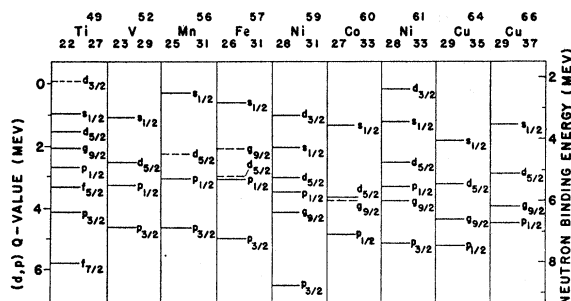 49 52 56 57 59 60 61 64 66
Ti V Mn Fe Ni Co Ni Cu Cu
22 27 23 29 25 31 26 31 28 31 27 33 28 33 29 35 29 37
(d,p) Q-VALUE (MEV)
0
2
4
6
d3/2
s1/2
d5/2
g9/2
p1/2
f5/2
p3/2
f7/2
s1/2
d5/2
p1/2
p3/2
s1/2
d5/2
p1/2
p3/2
s1/2
g9/2
d5/2
p1/2
p3/2
d3/2
s1/2
d5/2
p1/2
g9/2
p3/2
s1/2
d5/2
g9/2
p1/2
d3/2
s1/2
d5/2
p1/2
g9/2
p3/2
s1/2
d5/2
g9/2
p1/2
s1/2
d5/2
g9/2
p1/2
2
4
6
8
NEUTRON BINDING ENERGY (MEV)